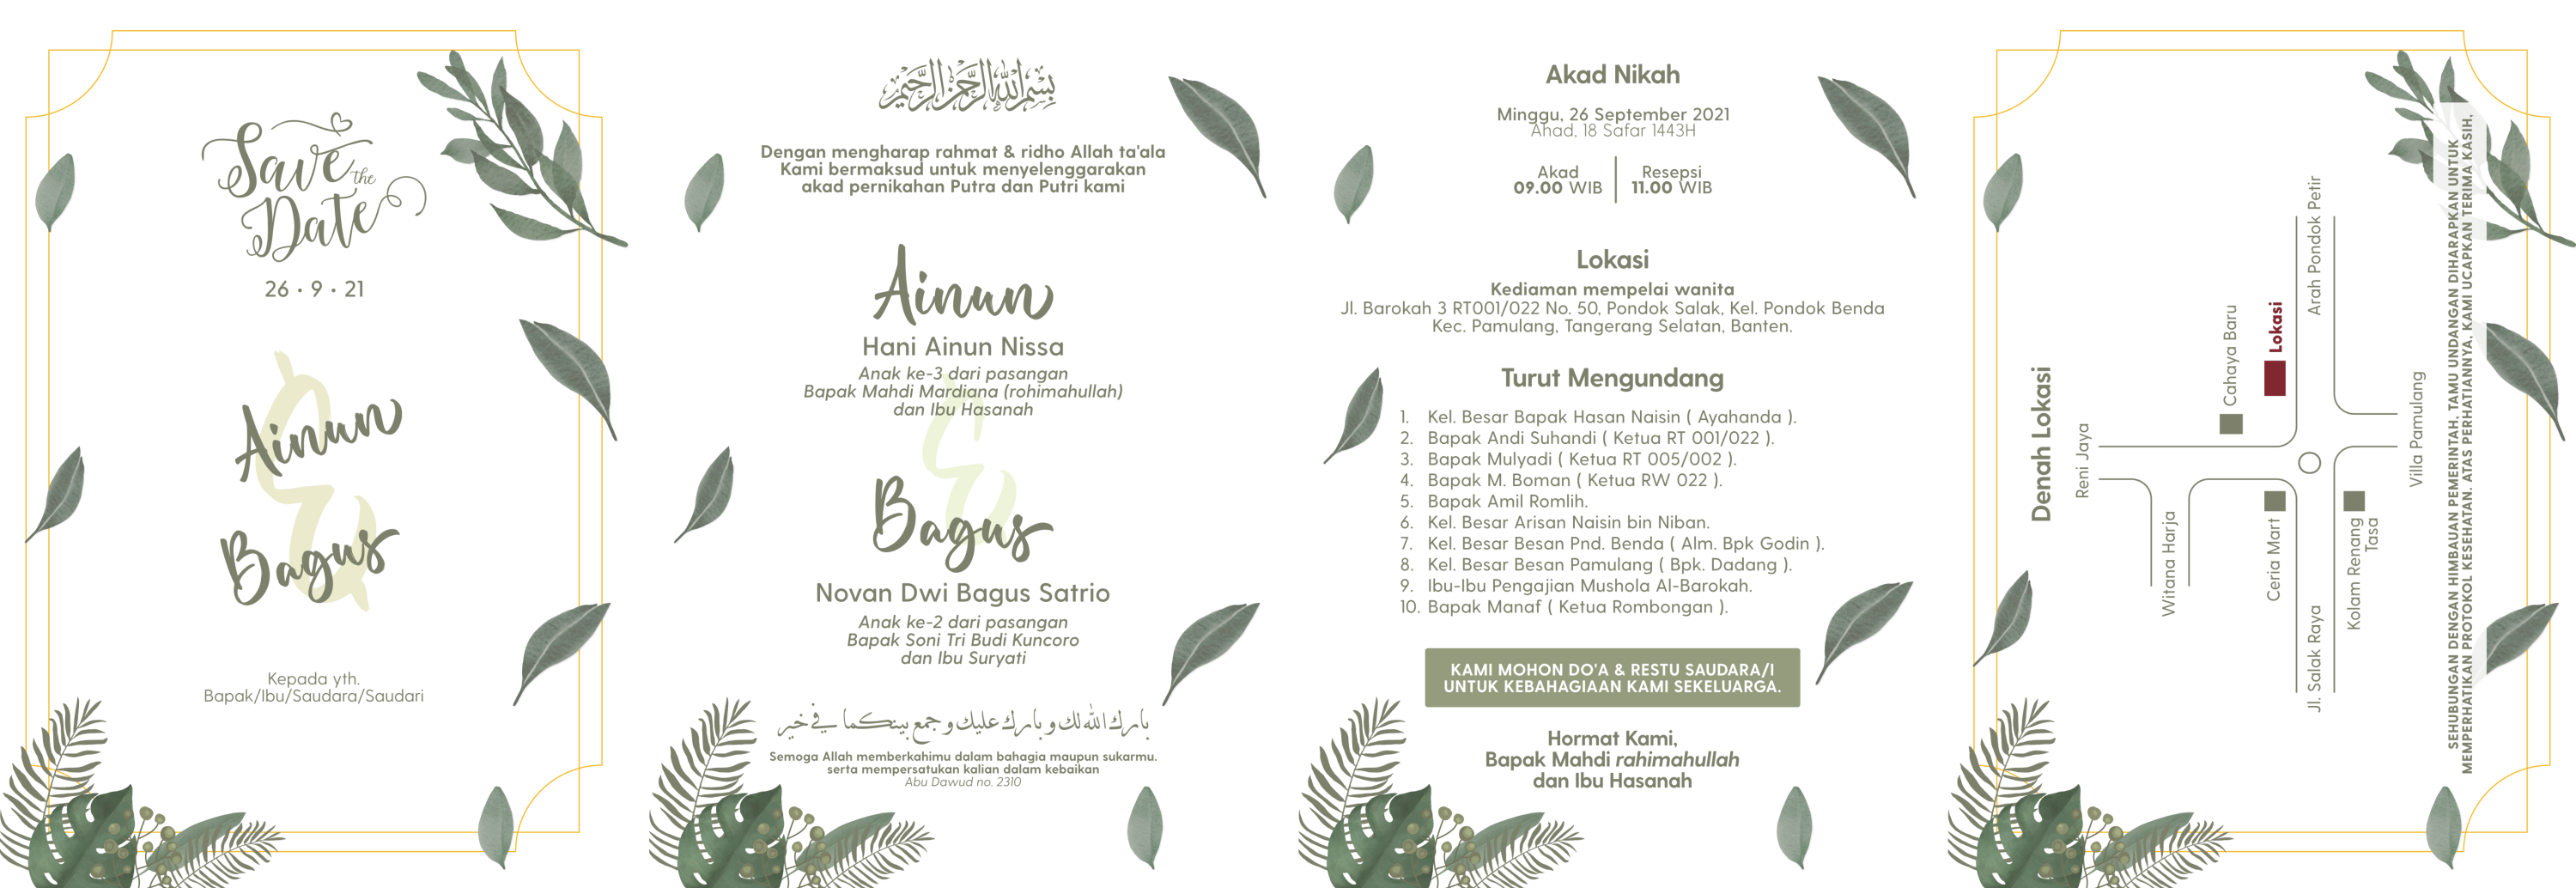 Save
the
Date
26 • 9 • 21
Ainun
&
Bagus
Kepada yth.
Bapak/Ibu/Saudara/Saudari
بسم الله الرحمن الرحيم
Dengan mengharap rahmat & ridho Allah ta'ala
Kami bermaksud untuk menyelenggarakan
akad pernikahan Putra dan Putri kami
Ainun
Hani Ainun Nissa
Anak ke-3 dari pasangan
Bapak Mahdi Mardiana (rohimahullah)
dan Ibu Hasanah
&
Bagus
Novan Dwi Bagus Satrio
Anak ke-2 dari pasangan
Bapak Soni Tri Budi Kuncoro
dan Ibu Suryati
بارك الله لك و بارك عليك و جمع بينكما في خير
Semoga Allah memberkahimu dalam bahagia maupun sukarmu.
serta mempersatukan kalian dalam kebaikan
Abu Dawud no. 2310
Akad Nikah
Minggu, 26 September 2021
Ahad, 18 Safar 1443H
Akad
09.00 WIB
Resepsi
11.00 WIB
Lokasi
Kediaman mempelai wanita
Jl. Barokah 3 RT001/022 No. 50, Pondok Salak, Kel. Pondok Benda
Kec. Pamulang, Tangerang Selatan, Banten.
Turut Mengundang
1. Kel. Besar Bapak Hasan Naisin ( Ayahanda ).
2. Bapak Andi Suhandi ( Ketua RT 001/022 ).
3. Bapak Mulyadi ( Ketua RT 005/002 ).
4. Bapak M. Boman ( Ketua RW 022 ).
5. Bapak Amil Romlih.
6. Kel. Besar Arisan Naisin bin Niban.
7. Kel. Besar Besan Pnd. Benda ( Alm. Bpk Godin ).
8. Kel. Besar Besan Pamulang ( Bpk. Dadang ).
9. Ibu-Ibu Pengajian Mushola Al-Barokah.
10. Bapak Manaf ( Ketua Rombongan ).
KAMI MOHON DO'A & RESTU SAUDARA/I
UNTUK KEBAHAGIAAN KAMI SEKELUARGA.
Hormat Kami,
Bapak Mahdi rahimahullah
dan Ibu Hasanah
Denah Lokasi
Reni Jaya
Witana Harja
Cahaya Baru
Lokasi
Arah Pondok Petir
Ceria Mart
Jl. Salak Raya
Kolam Renang
Tasa
Villa Pamulang
SEHUBUNGAN DENGAN HIMBAUAN PEMERINTAH, TAMU UNDANGAN DIHARAPKAN UNTUK
MEMPERHATIKAN PROTOKOL KESEHATAN. ATAS PERHATIANNYA, KAMI UCAPKAN TERIMA KASIH.